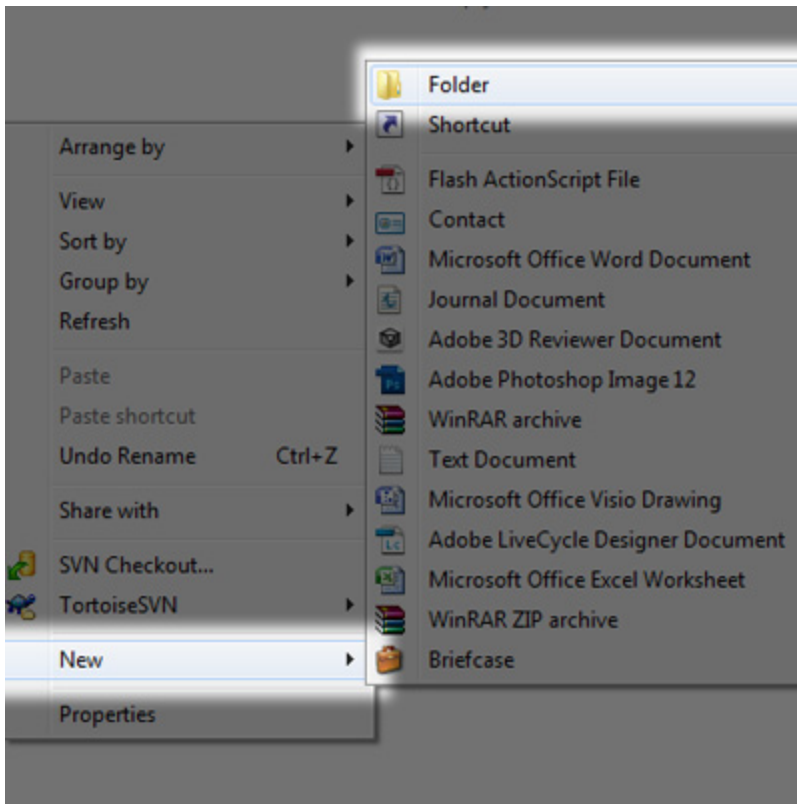 Arrange by
View
Sort by
Group by
Refresh
Paste
Paste shortcut
Undo Rename Ctrl+Z
Share with
SVN Checkout...
TortoiseSVN
New
Properties
Folder
Shortcut
Flash ActionScript File
Contact
Microsoft Office Word Document
Journal Document
Adobe 3D Reviewer Document
Adobe Photoshop Image 12
WinRAR archive
Text Document
Microsoft Office Visio Drawing
Adobe LiveCycle Designer Document
Microsoft Office Excel Worksheet
WinRAR ZIP archive
Briefcase